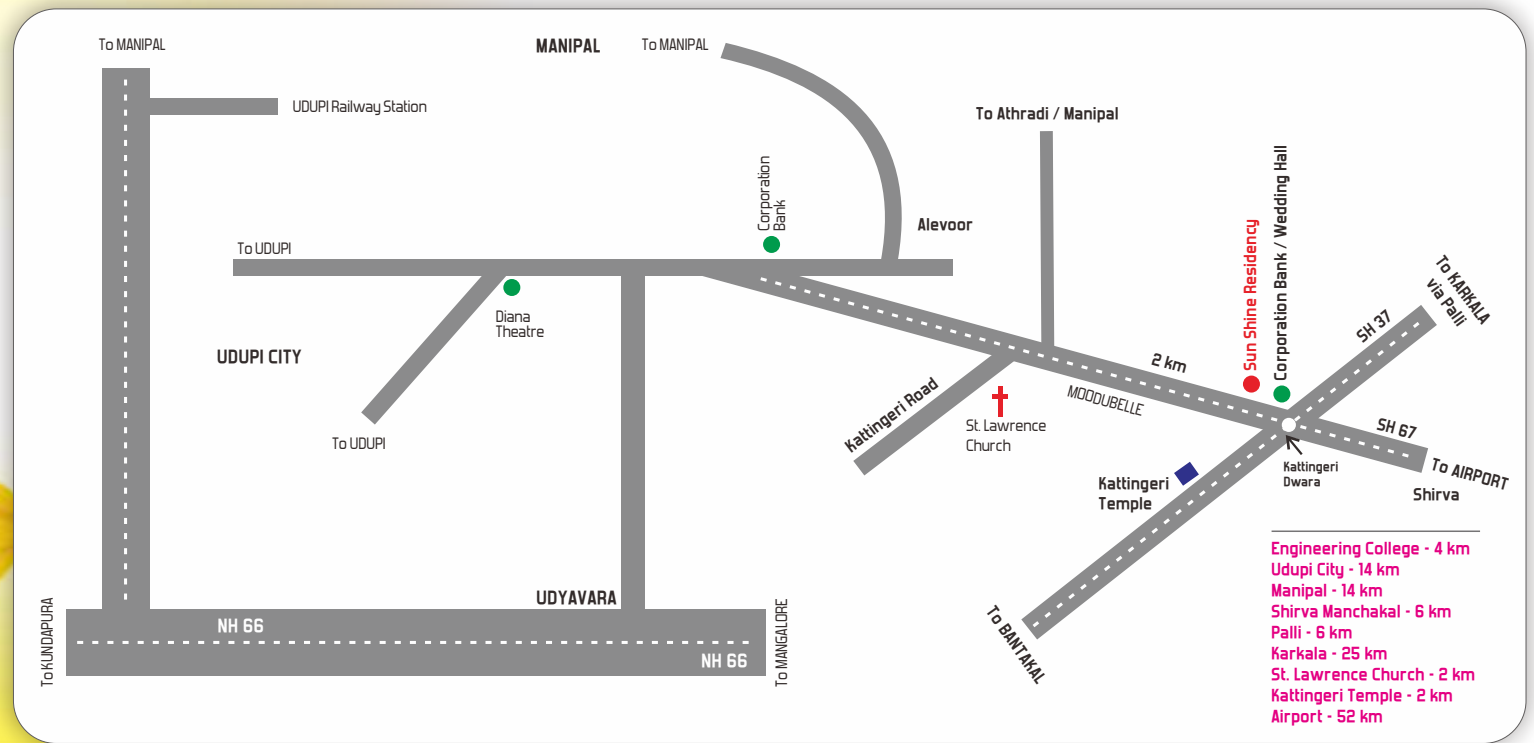 To MANIPAL
MANIPAL
To MANIPAL
UDUPI Railway Station
To Athradi / Manipal
Corporation
Bank
Alevoor
Sun Shine Residency
Corporation Bank / Wedding Hall
To UDUPI
Diana
Theatre
UDUPI CITY
To UDUPI
To KARKALA
via Palli
SH 37
2 km
MOODUBELLE
Kattingeri Road
St. Lawrence
Church
SH 67
To AIRPORT
Shirva
Kattingeri
Dwara
Kattingeri
Temple
To BANTAKAL
UDYAVARA
To KUNDAPURA
NH 66
NH 66
To MANGALORE
Engineering College - 4 km
Udupi City - 14 km
Manipal - 14 km
Shirva Manchakal - 6 km
Palli - 6 km
Karkala - 25 km
St. Lawrence Church - 2 km
Kattingeri Temple - 2 km
Airport - 52 km